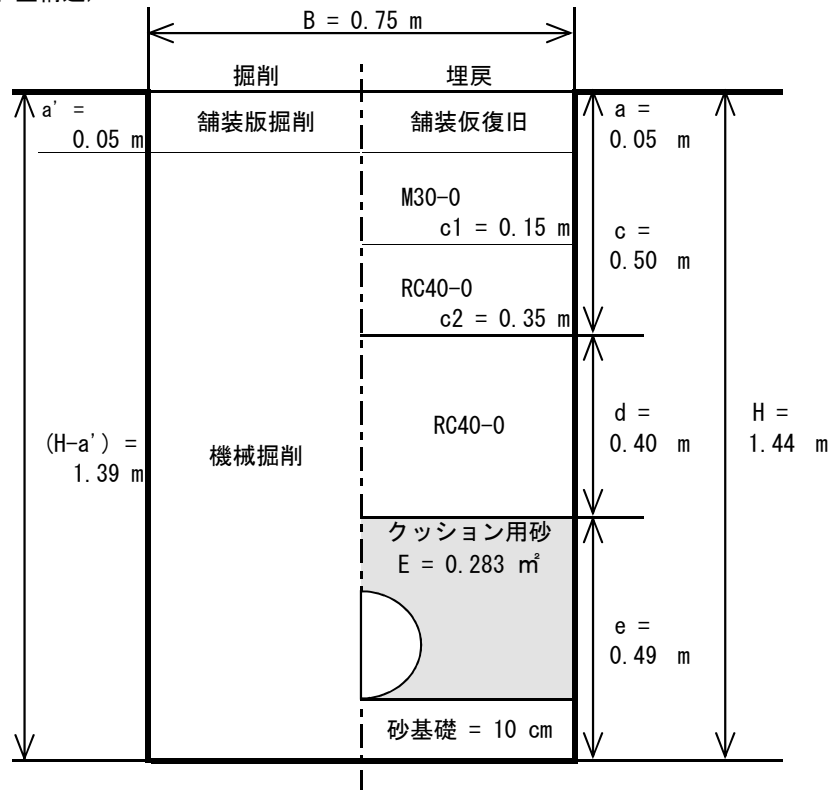 B = 0.75 m
掘削
埋戻
a' =
0.05 m
舗装版掘削
舗装仮復旧
a =
0.05 m
M30-0
c1 = 0.15 m
c =
0.50 m
RC40-0
c2 = 0.35 m
(H-a') =
1.39 m
機械掘削
RC40-0
d =
0.40 m
H =
1.44 m
クッション用砂
E = 0.283 ㎡
e =
0.49 m
砂基礎 = 10 cm